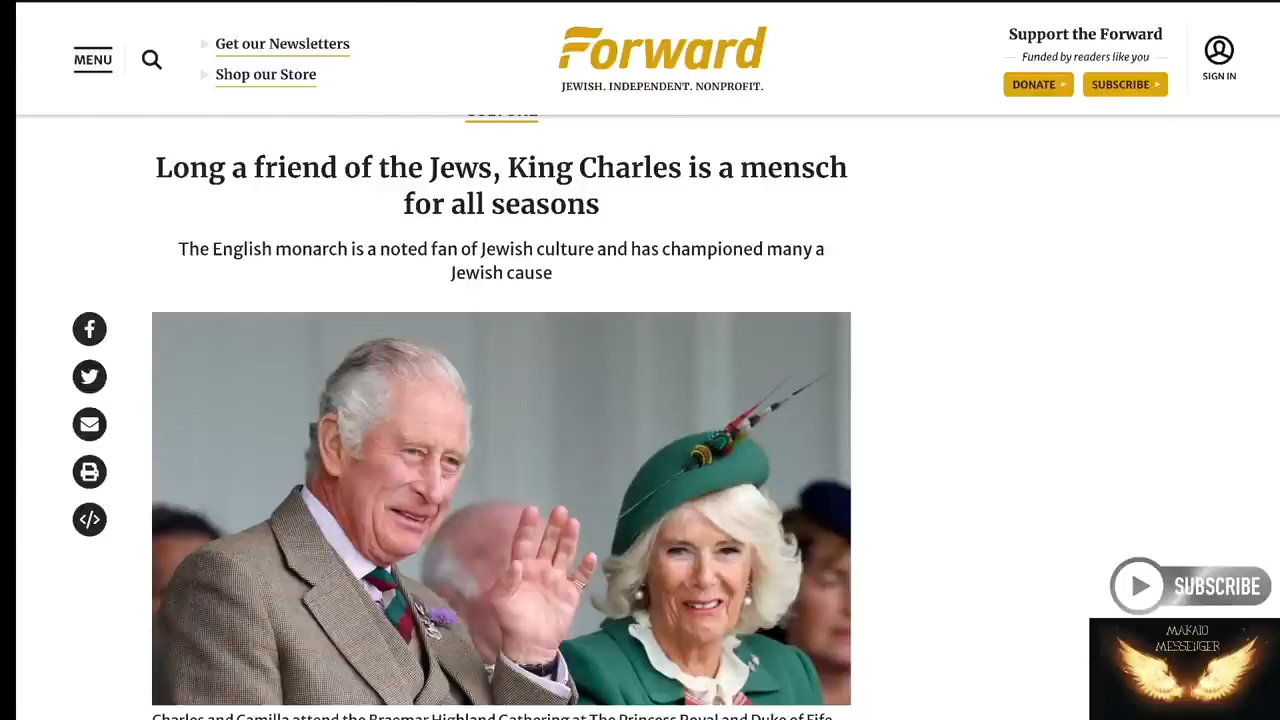 MENU
Get our Newsletters
Shop our Store
Forward
JEWISH. INDEPENDENT. NONPROFIT.
Support the Forward
Funded by readers like you
DONATE
SUBSCRIBE
SIGN IN
Long a friend of the Jews, King Charles is a mensch
for all seasons
The English monarch is a noted fan of Jewish culture and has championed many a
Jewish cause
SUBSCRIBE
MAKAIO
MESSENGER
Charles and Camilla attend the Braemar Highland Gathering at The Princess Royal and Duke of Fife